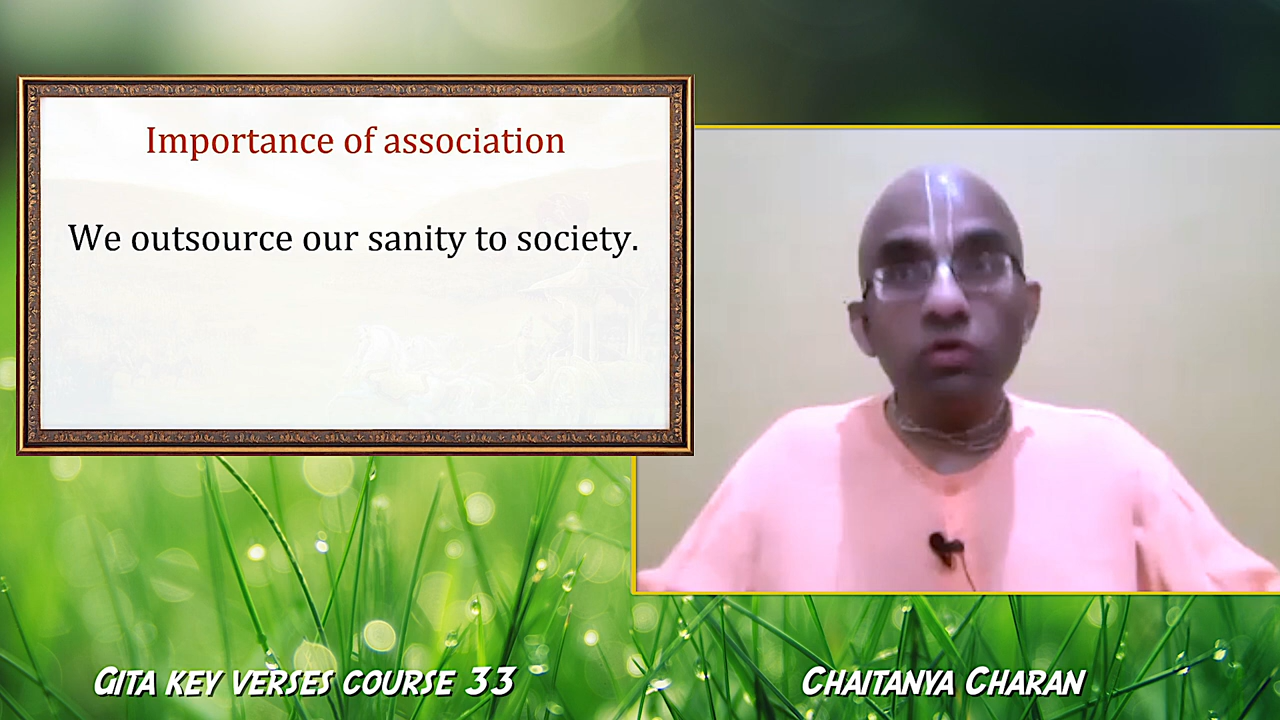 Importance of association
We outsource our sanity to society.
Gita key verses course 33
Chaitanya Charan